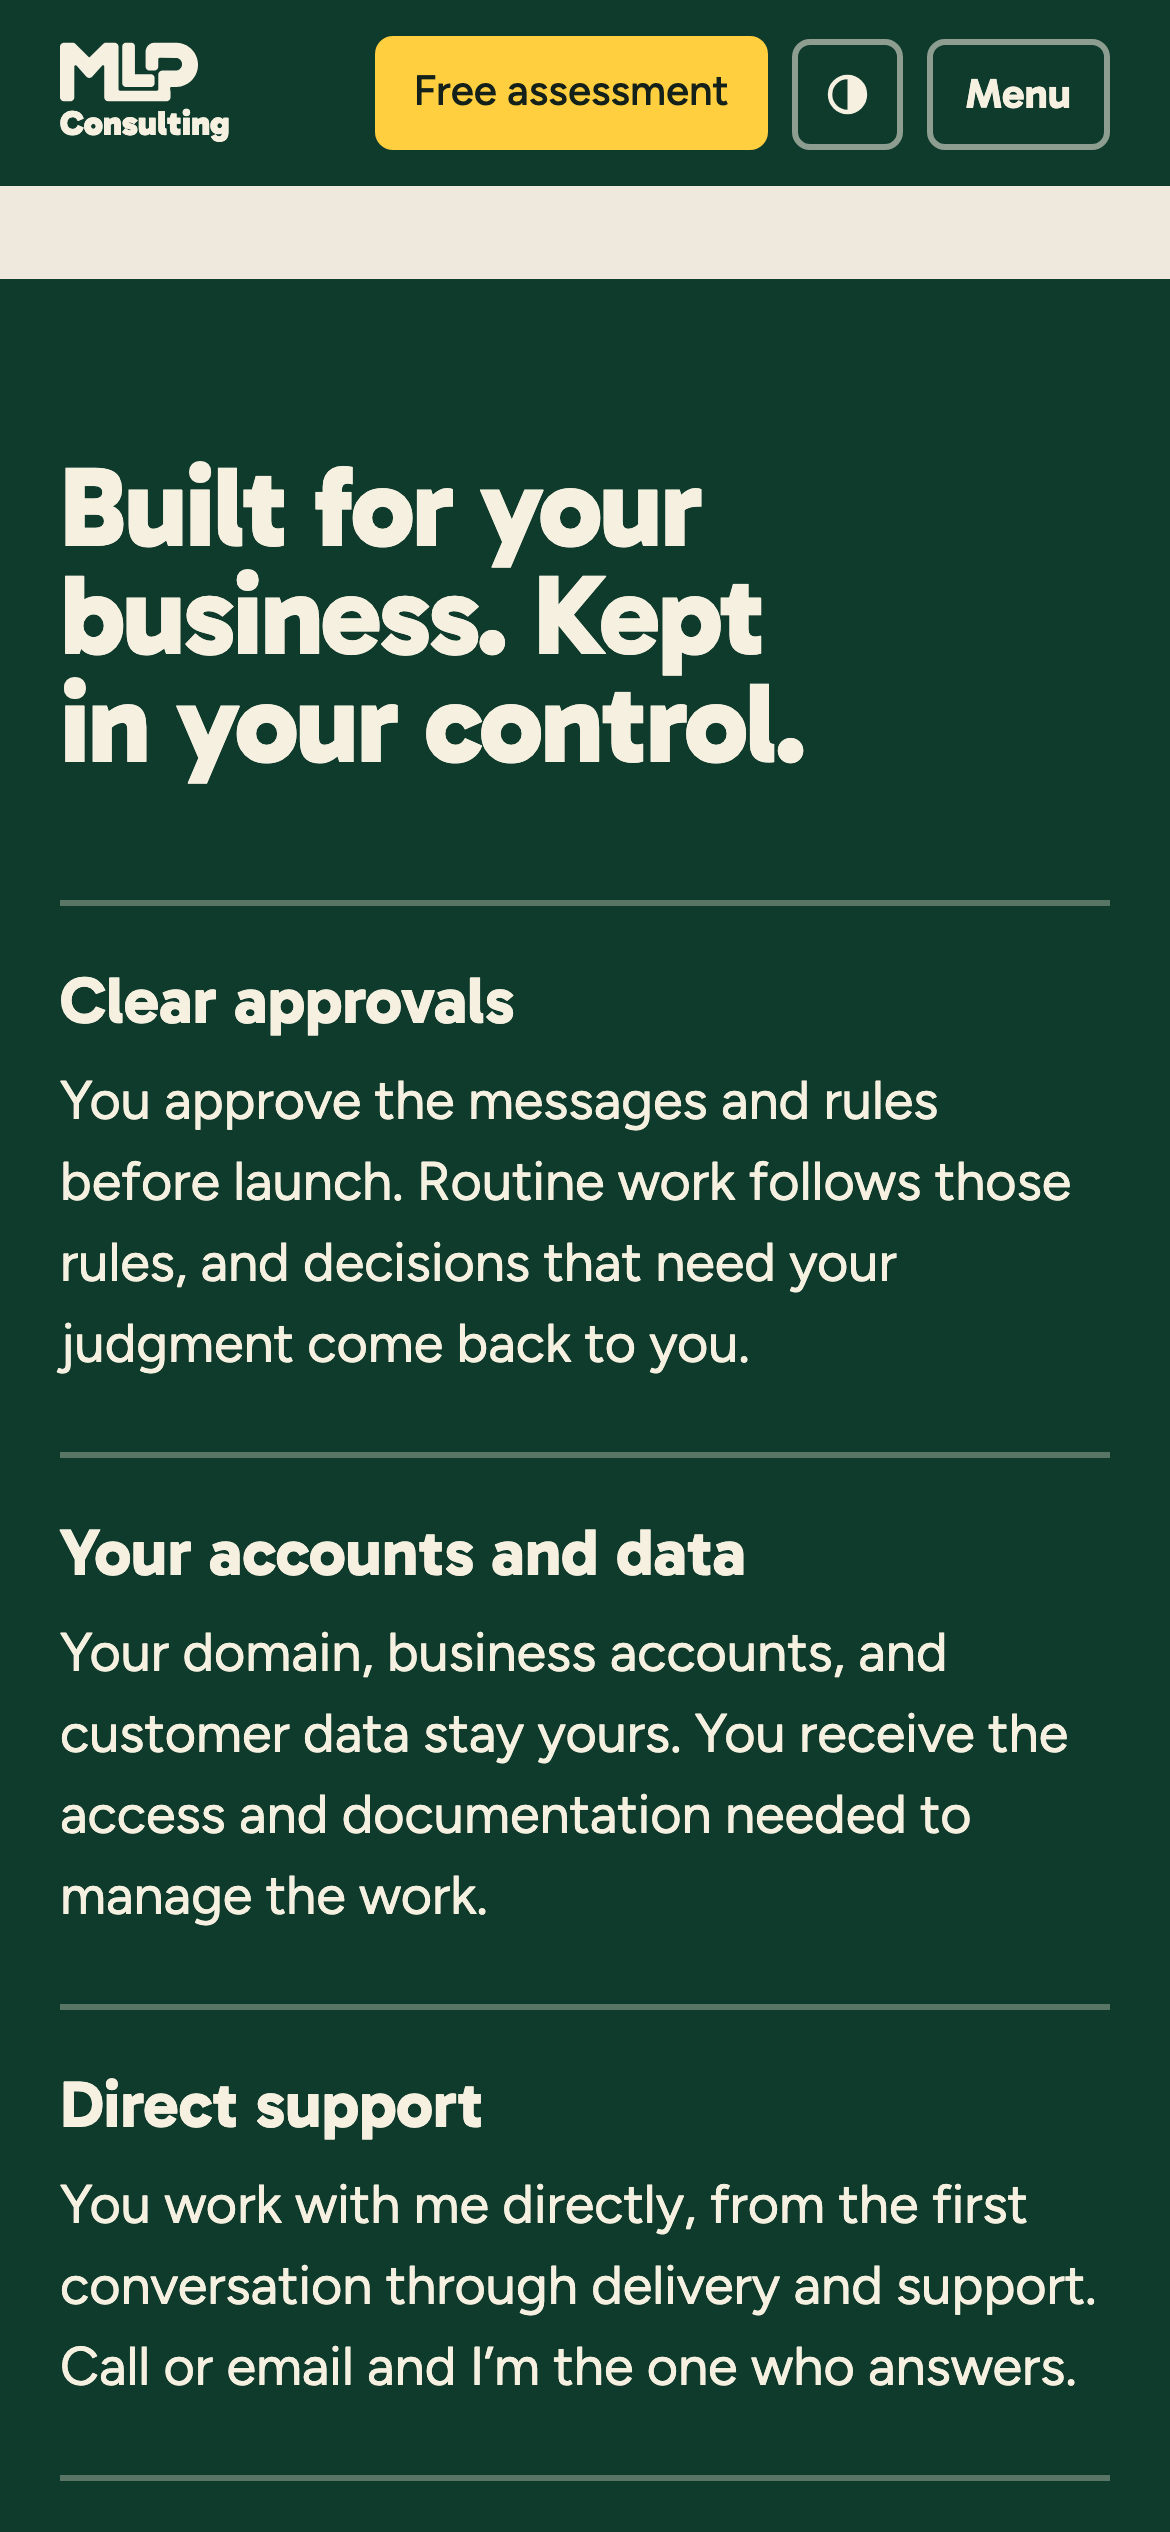 MLP
Consulting
Free assessment
Menu
Built for your
business. Kept
in your control.
Clear approvals
You approve the messages and rules
before launch. Routine work follows those
rules, and decisions that need your
judgment come back to you.
Your accounts and data
Your domain, business accounts, and
customer data stay yours. You receive the
access and documentation needed to
manage the work.
Direct support
You work with me directly, from the first
conversation through delivery and support.
Call or email and I’m the one who answers.